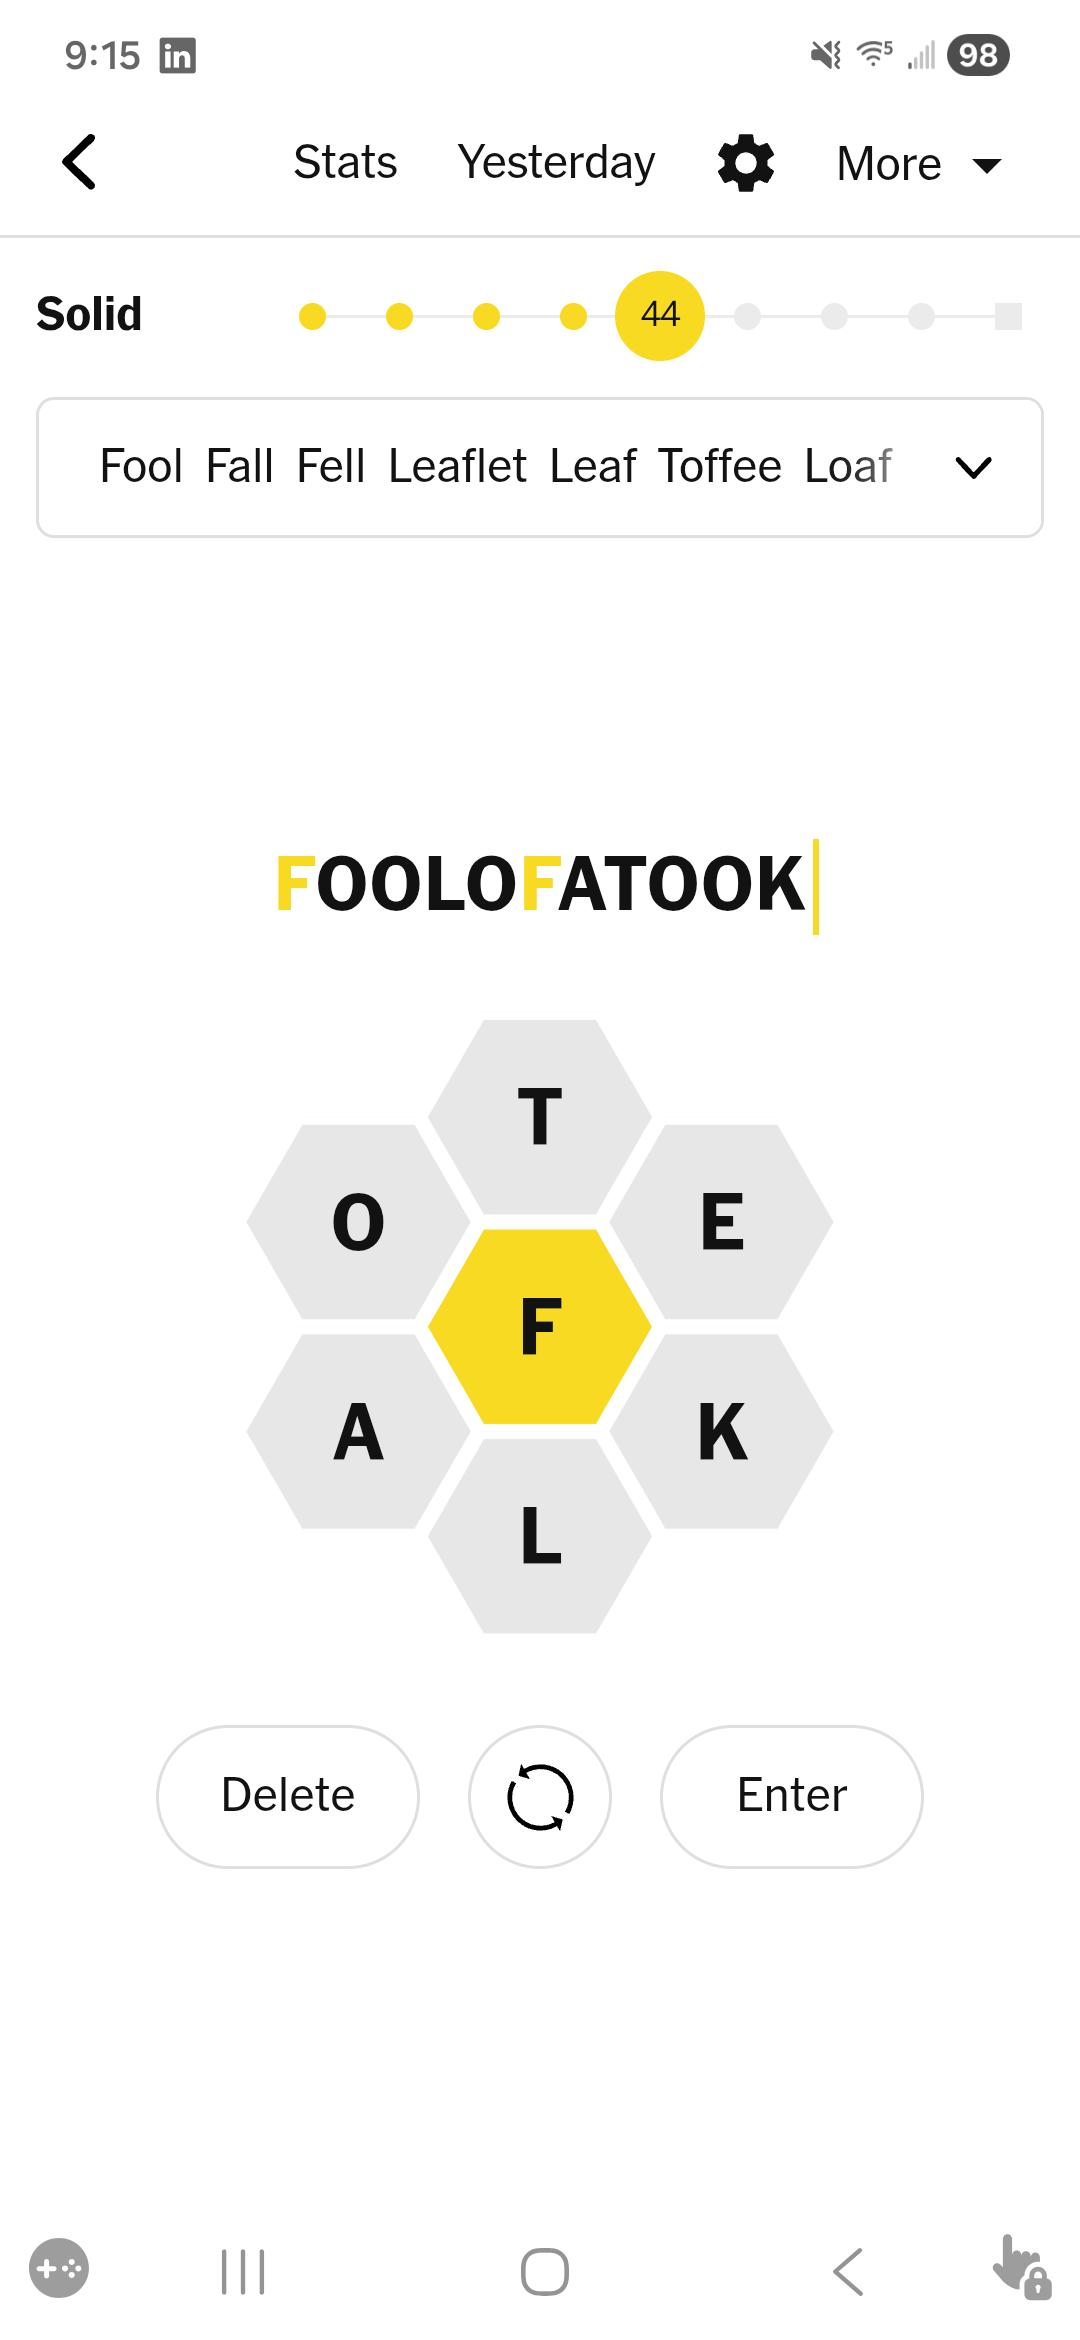 9:15 in 5 98
Stats Yesterday More
Solid 44
Fool Fall Fell Leaflet Leaf Toffee Loaf
FOOLOFATOOK
T
O E
F
A K
L
Delete Enter